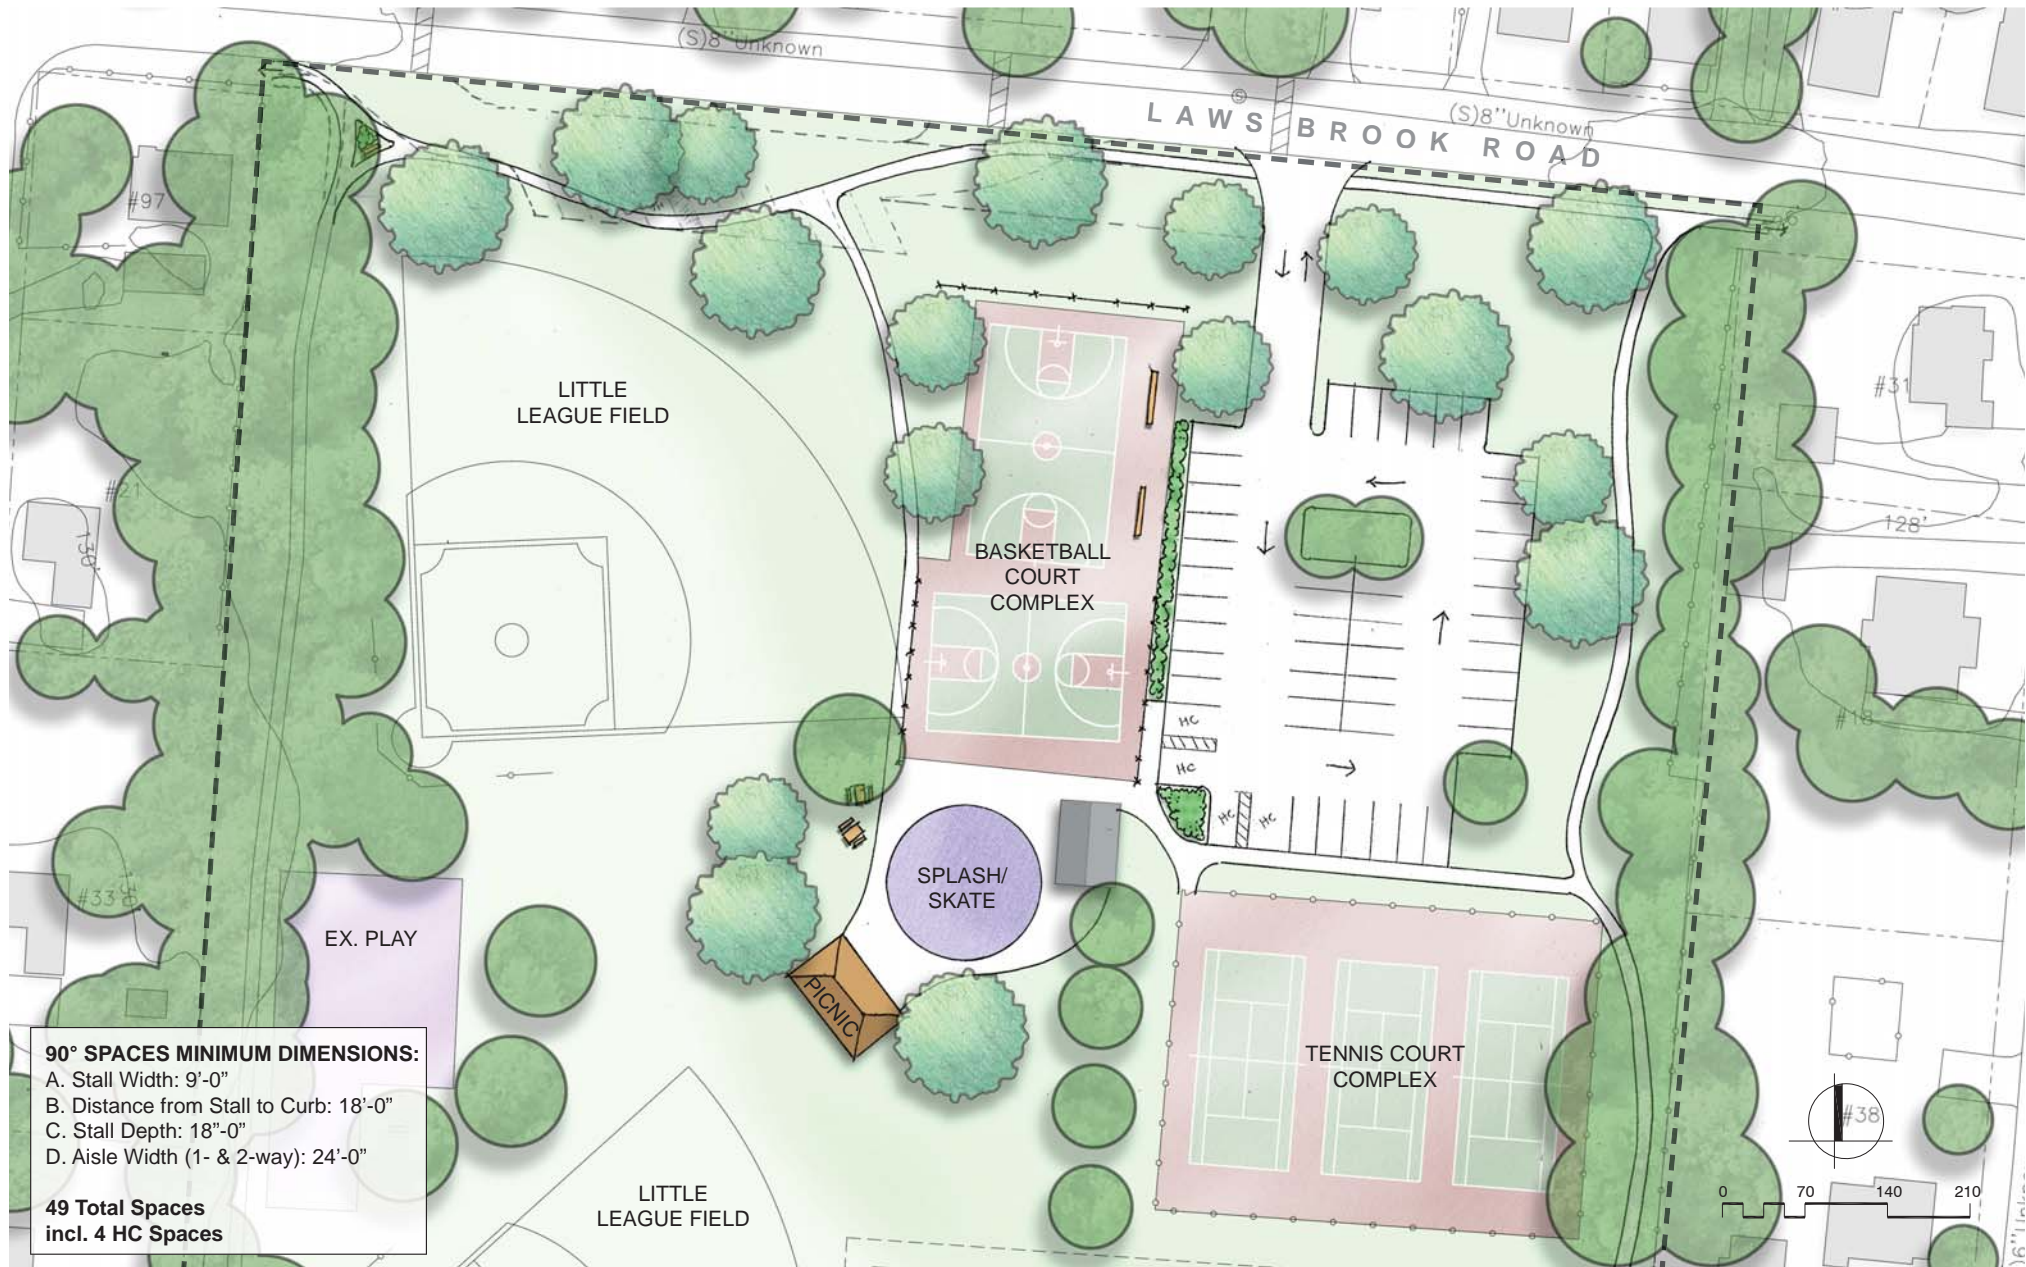 (S)8"Unknown
LAWS BROOK ROAD
(S)8"Unknown
#97
LITTLE
LEAGUE FIELD
#31
#21
130'
128'
BASKETBALL
COURT
COMPLEX
HC
HC
HC
HC
#18
#33
SPLASH/
SKATE
EX. PLAY
PICNIC
TENNIS COURT
COMPLEX
#38
90° SPACES MINIMUM DIMENSIONS:
A. Stall Width: 9’-0”
B. Distance from Stall to Curb: 18’-0”
C. Stall Depth: 18”-0”
D. Aisle Width (1- & 2-way): 24’-0”
49 Total Spaces
incl. 4 HC Spaces
LITTLE
LEAGUE FIELD
0 70 140 210